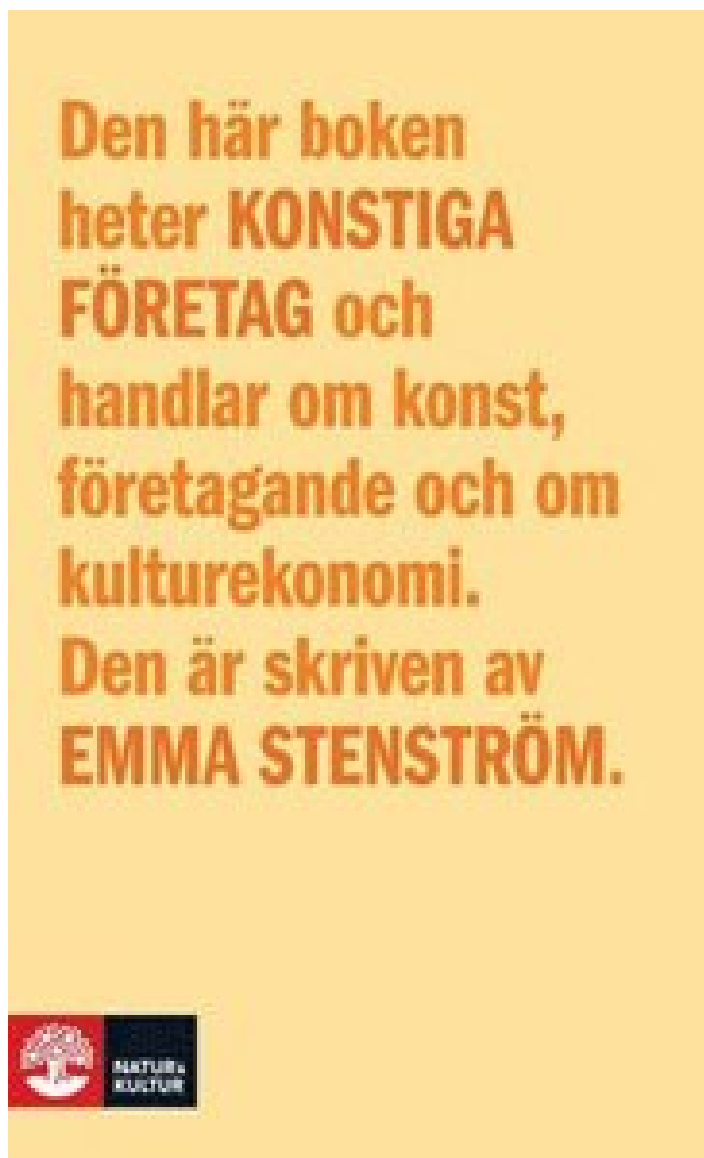 Den här boken
heter KONSTIGA
FÖRETAG och
handlar om konst,
företagande och om
kulturekonomi.
Den är skriven av
EMMA STENSTRÖM.
NATUR &
KULTUR